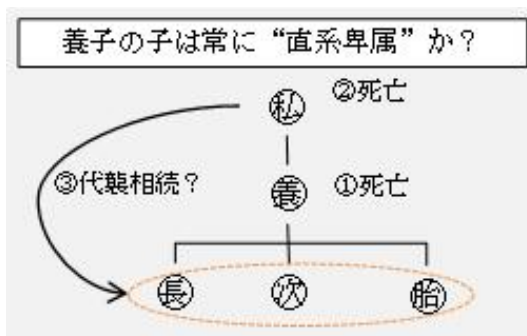 養子の子は常に“直系卑属”か？
㊙私 ②死亡
③代襲相続？
養 ①死亡
長 次 胎